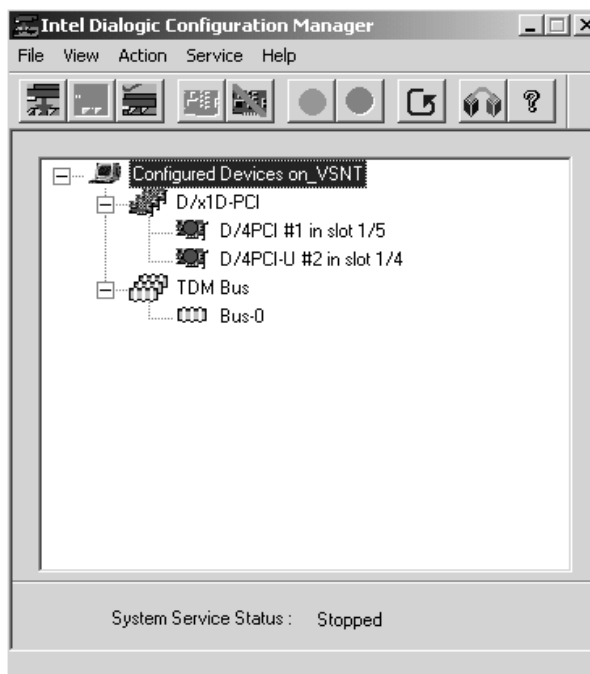 Intel Dialogic Configuration Manager
File View Action Service Help
Configured Devices on_VSNT
D/x1D-PCI
D/4PCI #1 in slot 1/5
D/4PCI-U #2 in slot 1/4
TDM Bus
Bus-0
System Service Status : Stopped